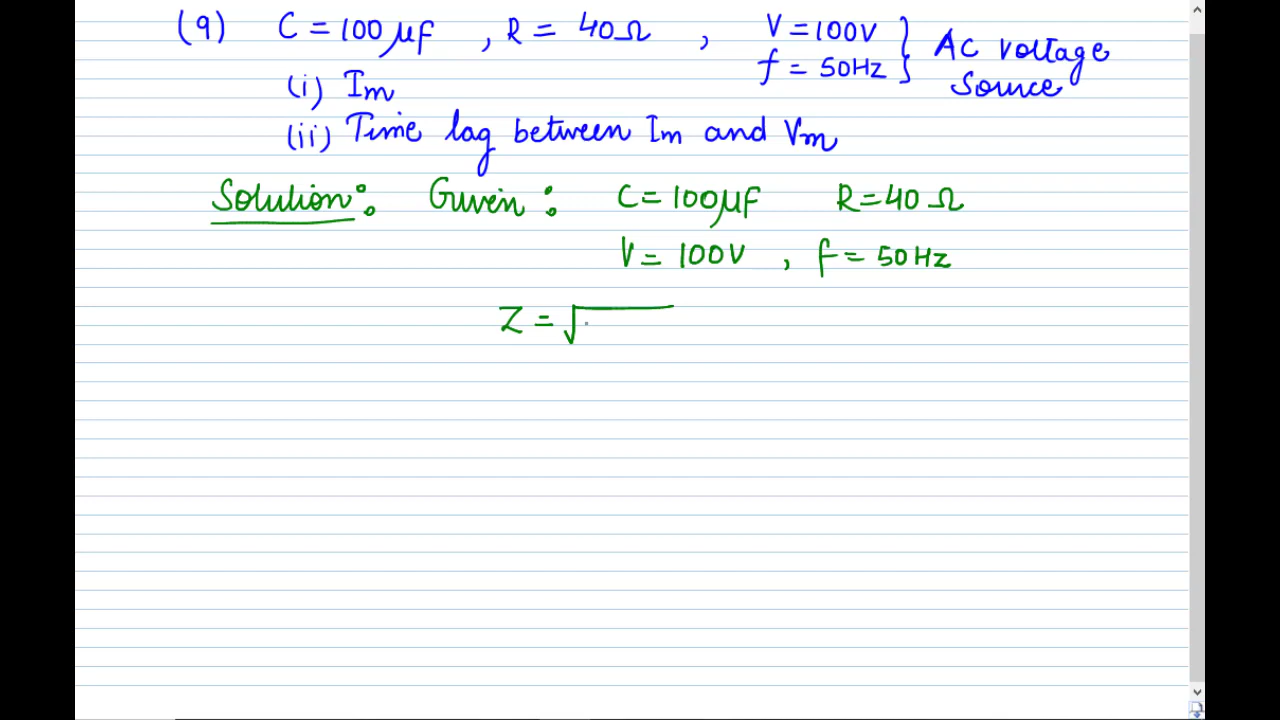 (9) C = 100 μf , R = 40Ω , V = 100V
f = 50Hz } AC voltage
Source
(i) Im
(ii) Time lag between Im and Vm
Solution: Given: C = 100μF R = 40 Ω
V = 100V , f = 50Hz
Z = √